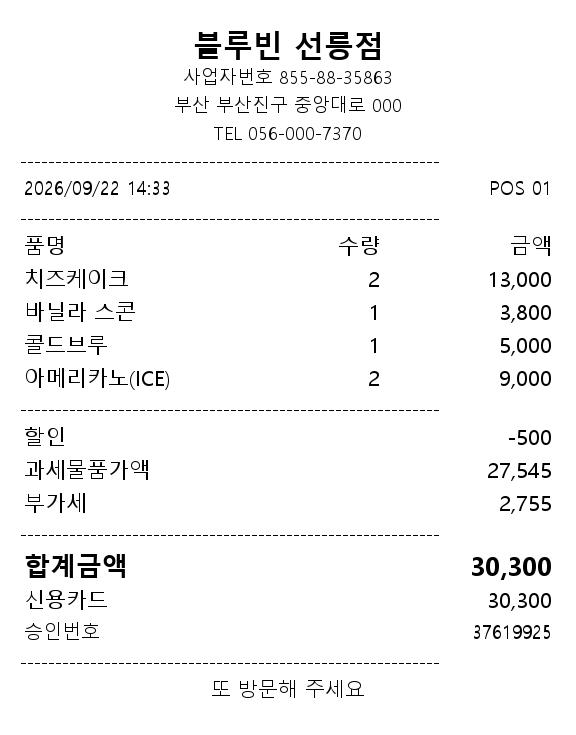 블루빈 선릉점
사업자번호 855-88-35863
부산 부산진구 중앙대로 000
TEL 056-000-7370
2026/09/22 14:33 POS 01
품명 수량 금액
치즈케이크 2 13,000
바닐라 스콘 1 3,800
콜드브루 1 5,000
아메리카노(ICE) 2 9,000
할인 -500
과세물품가액 27,545
부가세 2,755
합계금액 30,300
신용카드 30,300
승인번호 37619925
또 방문해 주세요